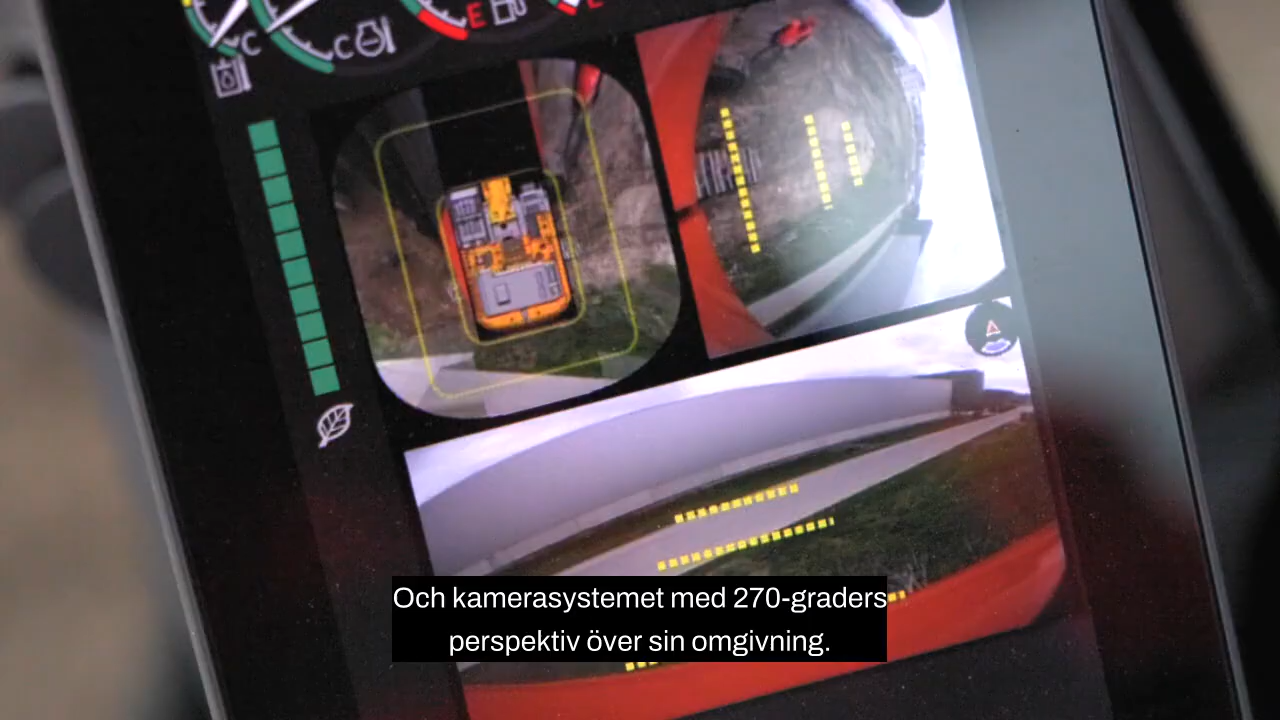 C
C
E
Och kamerasystemet med 270-graders
perspektiv över sin omgivning.